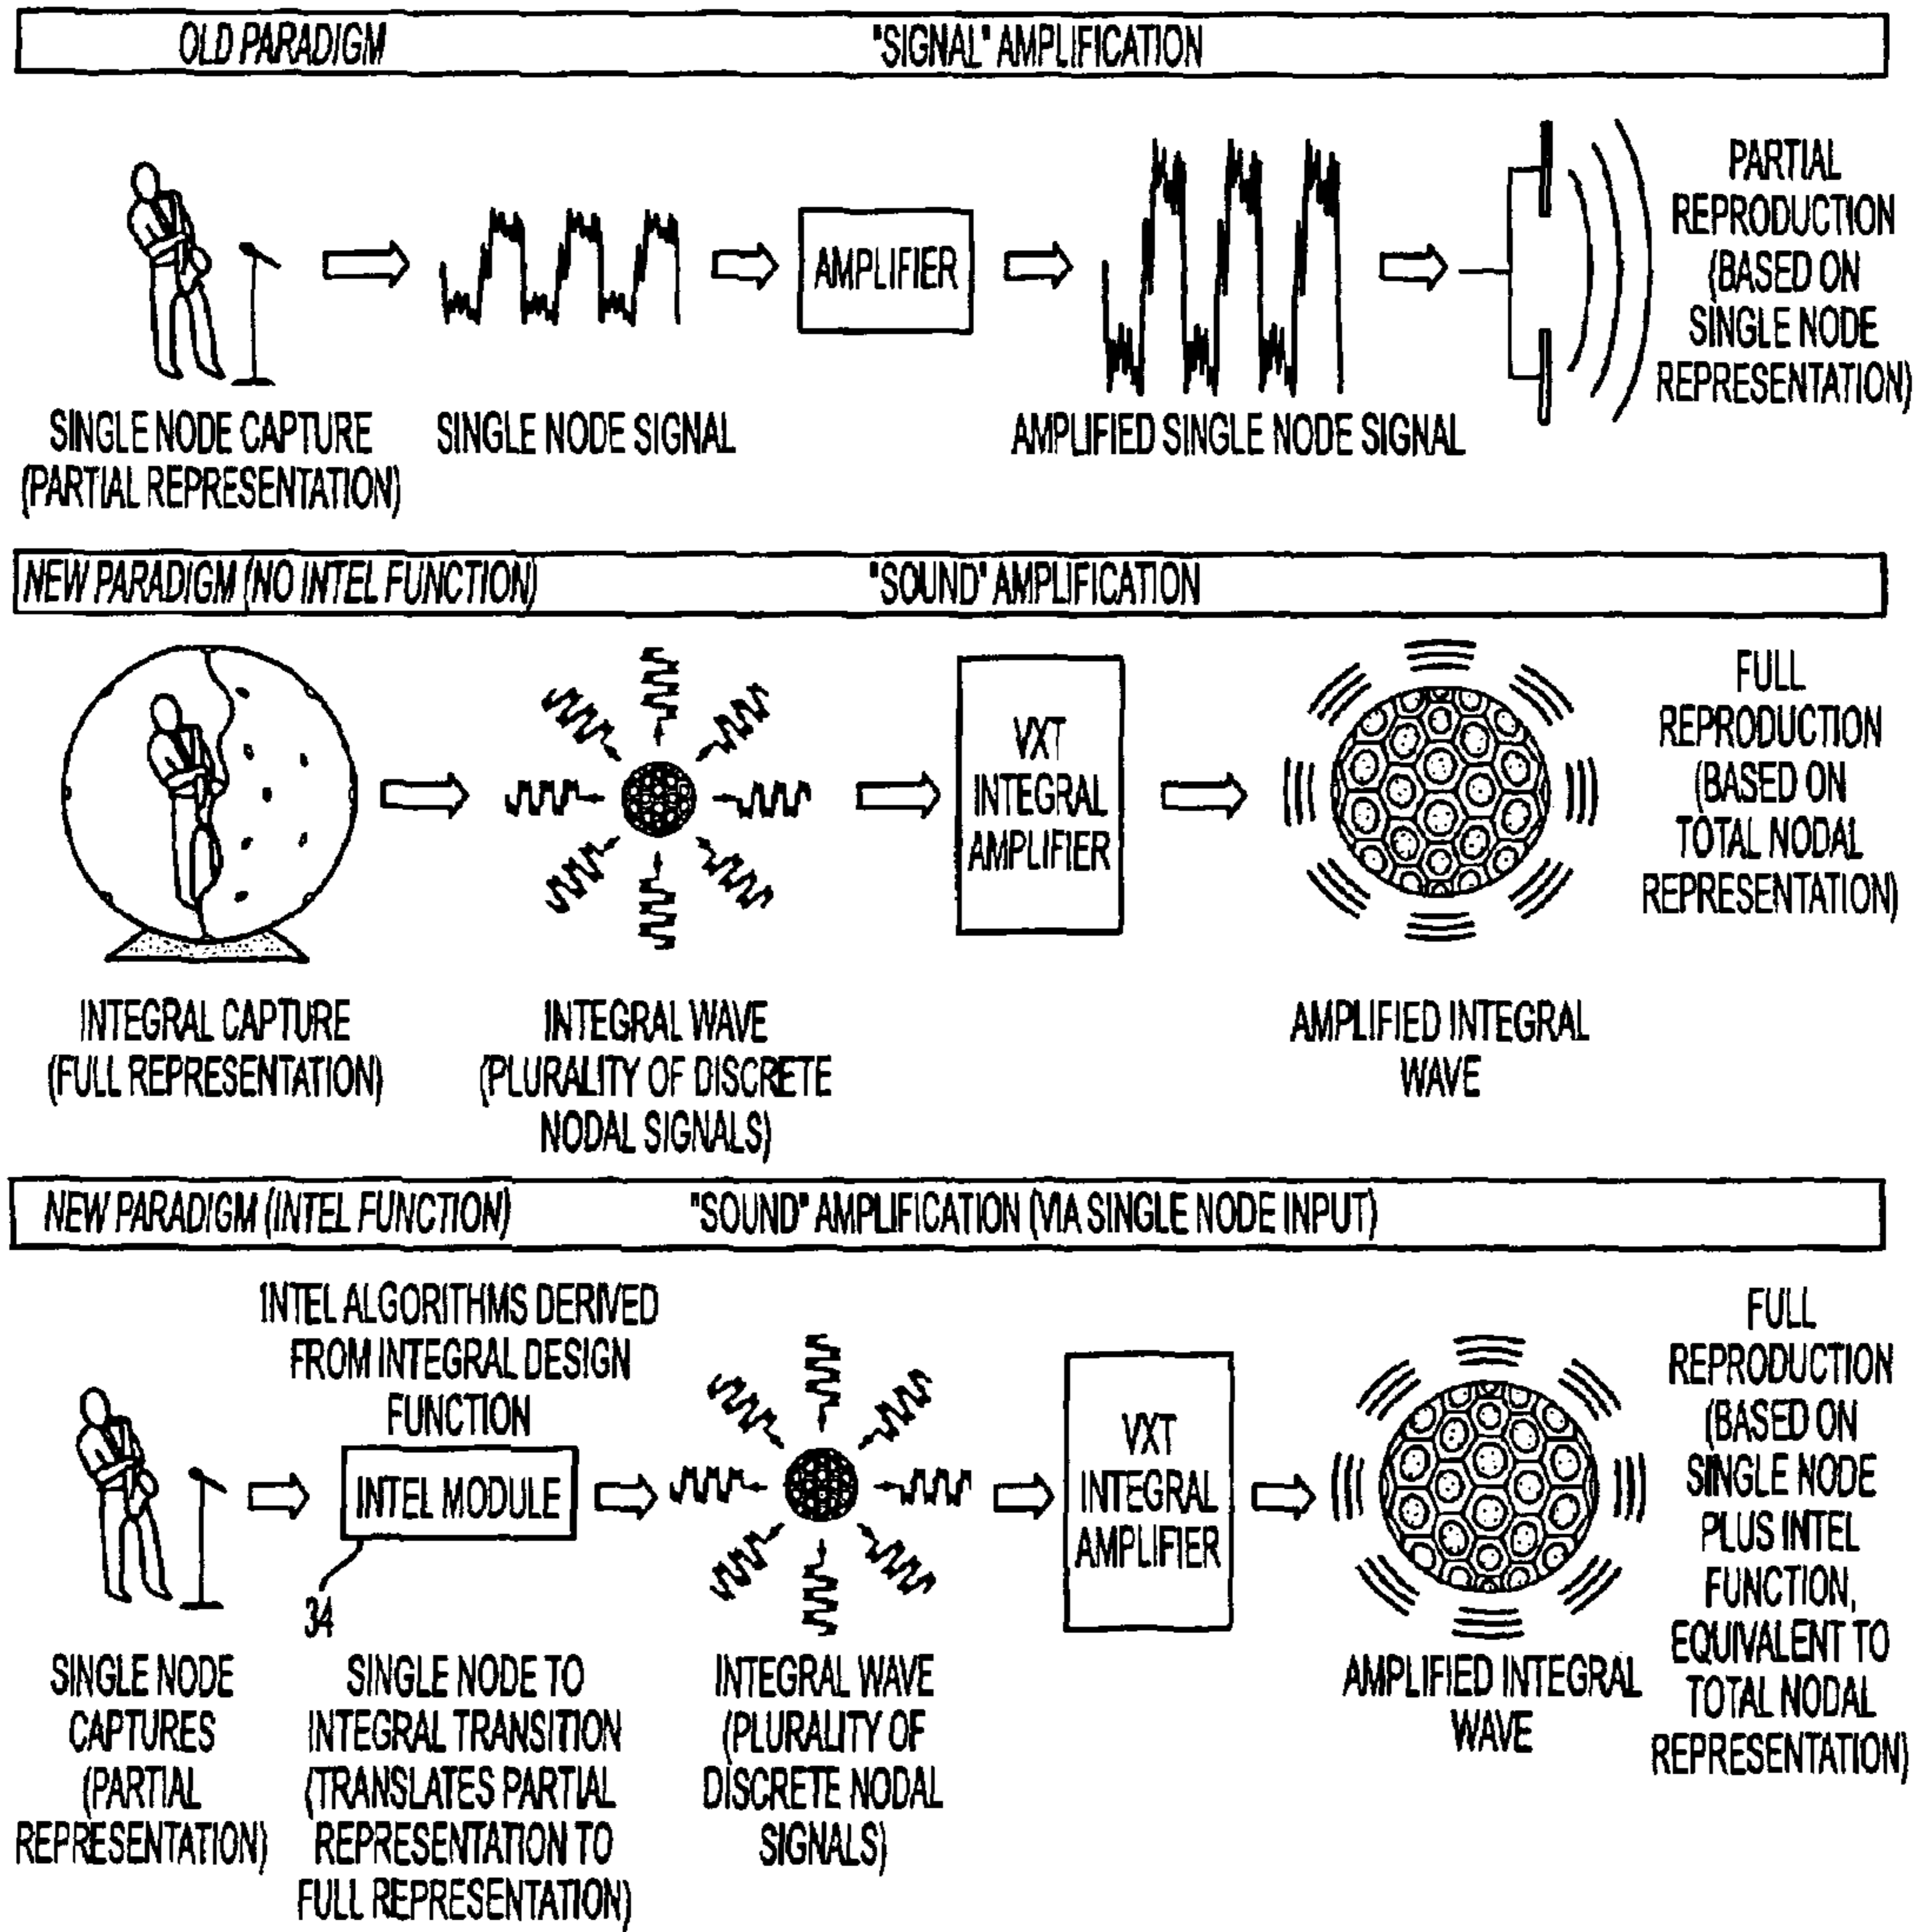 OLD PARADIGM "SIGNAL" AMPLIFICATION
AMPLIFIER
PARTIAL
REPRODUCTION
(BASED ON
SINGLE NODE
REPRESENTATION)
SINGLE NODE CAPTURE
(PARTIAL REPRESENTATION)
SINGLE NODE SIGNAL
AMPLIFIED SINGLE NODE SIGNAL
NEW PARADIGM (NO INTEL FUNCTION) "SOUND" AMPLIFICATION
VXT
INTEGRAL
AMPLIFIER
FULL
REPRODUCTION
(BASED ON
TOTAL NODAL
REPRESENTATION)
INTEGRAL CAPTURE
(FULL REPRESENTATION)
INTEGRAL WAVE
(PLURALITY OF DISCRETE
NODAL SIGNALS)
AMPLIFIED INTEGRAL
WAVE
NEW PARADIGM (INTEL FUNCTION) "SOUND" AMPLIFICATION (VIA SINGLE NODE INPUT)
INTEL ALGORITHMS DERIVED
FROM INTEGRAL DESIGN
FUNCTION
INTEL MODULE
34
VXT
INTEGRAL
AMPLIFIER
FULL
REPRODUCTION
(BASED ON
SINGLE NODE
PLUS INTEL
FUNCTION,
EQUIVALENT TO
TOTAL NODAL
REPRESENTATION)
SINGLE NODE
CAPTURES
(PARTIAL
REPRESENTATION)
SINGLE NODE TO
INTEGRAL TRANSITION
(TRANSLATES PARTIAL
REPRESENTATION TO
FULL REPRESENTATION)
INTEGRAL WAVE
(PLURALITY OF
DISCRETE NODAL
SIGNALS)
AMPLIFIED INTEGRAL
WAVE